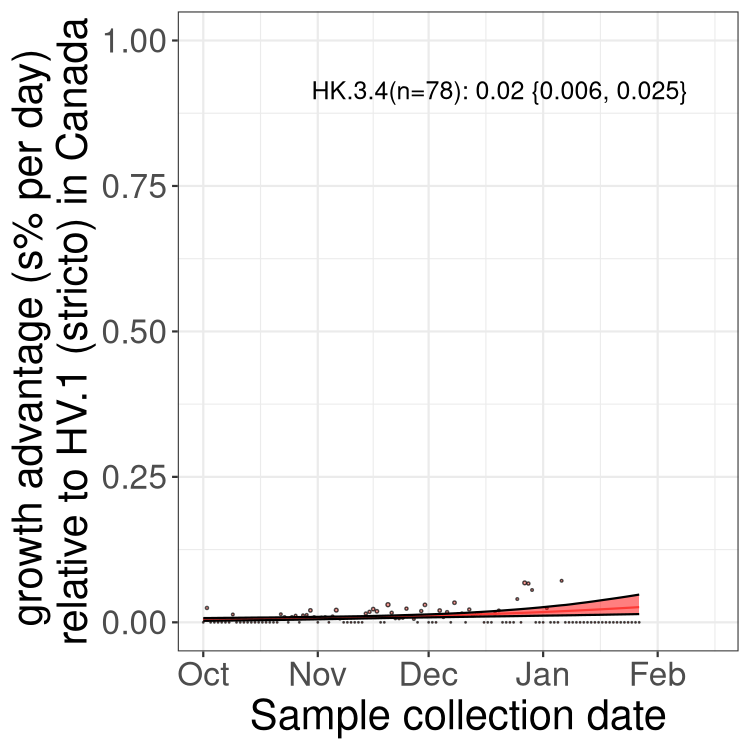 growth advantage (s% per day)
relative to HV.1 (stricto) in Canada
1.00
0.75
0.50
0.25
0.00
HK.3.4(n=78): 0.02 {0.006, 0.025}
Oct Nov Dec Jan Feb
Sample collection date